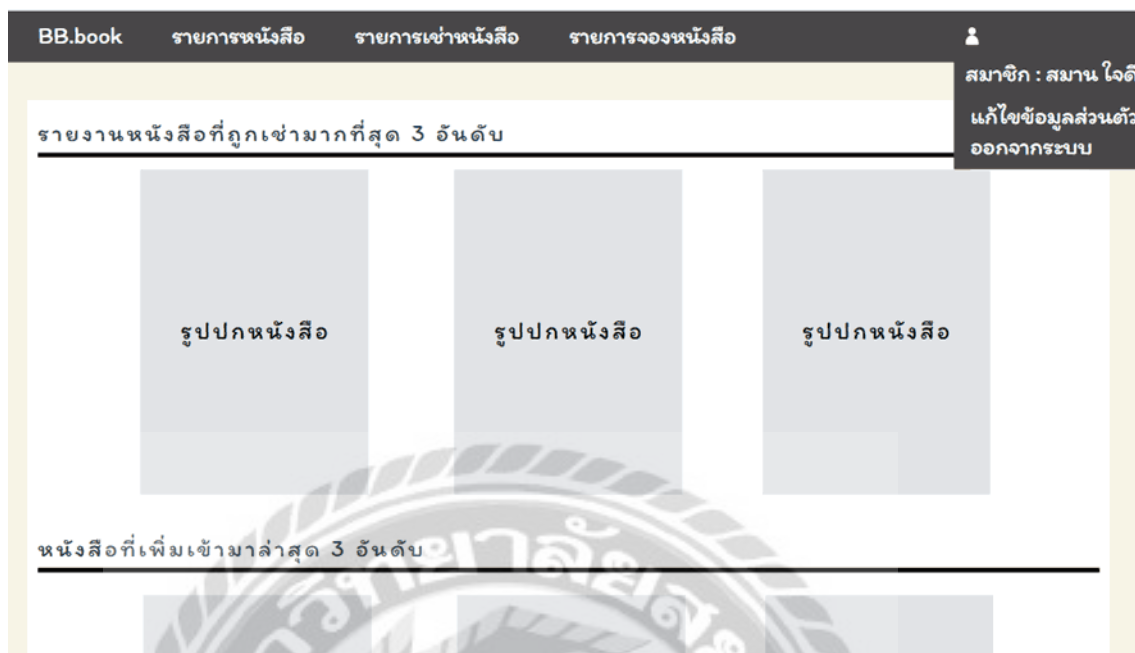 BB.book รายการหนังสือ รายการเช่าหนังสือ รายการจองหนังสือ
สมาชิก : สมาน ใจดี
แก้ไขข้อมูลส่วนตัว
ออกจากระบบ
รายงานหนังสือที่ถูกเช่ามากที่สุด 3 อันดับ
รูปปกหนังสือ รูปปกหนังสือ รูปปกหนังสือ
หนังสือที่เพิ่มเข้ามาล่าสุด 3 อันดับ